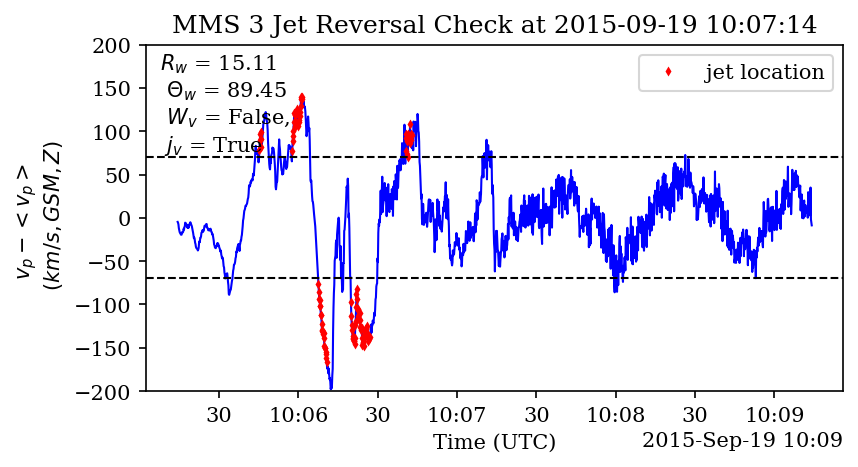 MMS 3 Jet Reversal Check at 2015-09-19 10:07:14
200
150
100
50
0
−50
−100
−150
−200
v_p − < v_p >
(km/s, GSM, Z)
R_w = 15.11
Θ_w = 89.45
W_v = False,
j_v = True
jet location
30 10:06 30 10:07 30 10:08 30 10:09
Time (UTC)
2015-Sep-19 10:09